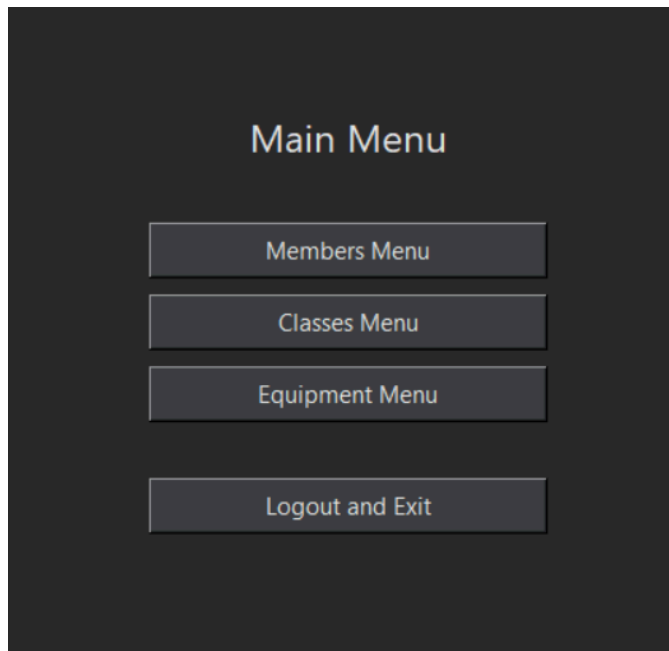 Main Menu
Members Menu
Classes Menu
Equipment Menu
Logout and Exit